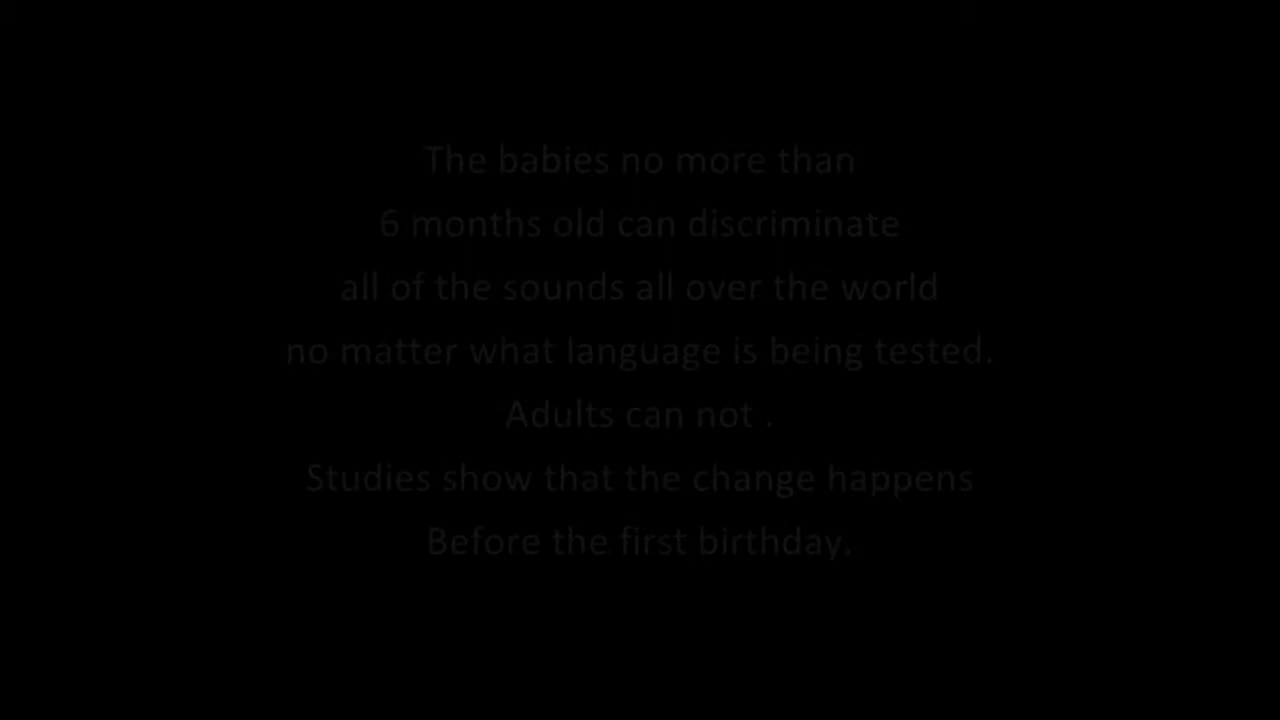 The babies no more than
6 months old can discriminate
all of the sounds all over the world
no matter what language is being tested.
Adults can not .
Studies show that the change happens
Before the first birthday.